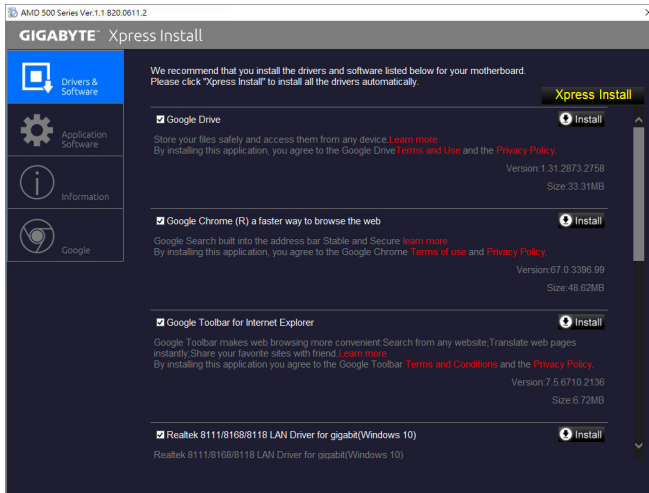 AMD 500 Series Ver.1.1 B20.0611.2
GIGABYTE™ Xpress Install
Drivers &
Software
Application
Software
Information
Google
We recommend that you install the drivers and software listed below for your motherboard.
Please click "Xpress Install" to install all the drivers automatically.
Xpress Install
Google Drive
Install
Store your files safely and access them from any device.Learn more
By installing this application, you agree to the Google DriveTerms and Use and the Privacy Policy.
Version:1.31.2873.2758
Size:33.31MB
Google Chrome (R) a faster way to browse the web
Install
Google Search built into the address bar Stable and Secure learn more
By installing this application, you agree to the Google Chrome Terms of use and Privacy Policy.
Version:67.0.3396.99
Size:48.62MB
Google Toolbar for Internet Explorer
Install
Google Toolbar makes web browsing more convenient:Search from any website;Translate web pages
instantly;Share your favorite sites with friend.Learn more
By installing this application you agree to the Google Toolbar Terms and Conditions and the Privacy Policy.
Version:7.5.6710.2136
Size:6.72MB
Realtek 8111/8168/8118 LAN Driver for gigabit(Windows 10)
Install
Realtek 8111/8168/8118 LAN Driver for gigabit(Windows 10)